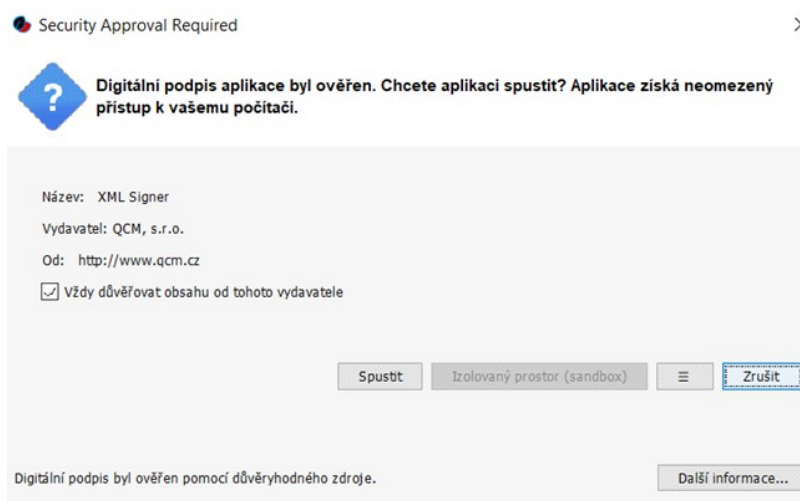 Security Approval Required
Digitální podpis aplikace byl ověřen. Chcete aplikaci spustit? Aplikace získá neomezený
přístup k vašemu počítači.
Název: XML Signer
Vydavatel: QCM, s.r.o.
Od: http://www.qcm.cz
Vždy důvěřovat obsahu od tohoto vydavatele
Spustit Izolovaný prostor (sandbox) Zrušit
Digitální podpis byl ověřen pomocí důvěryhodného zdroje. Další informace...